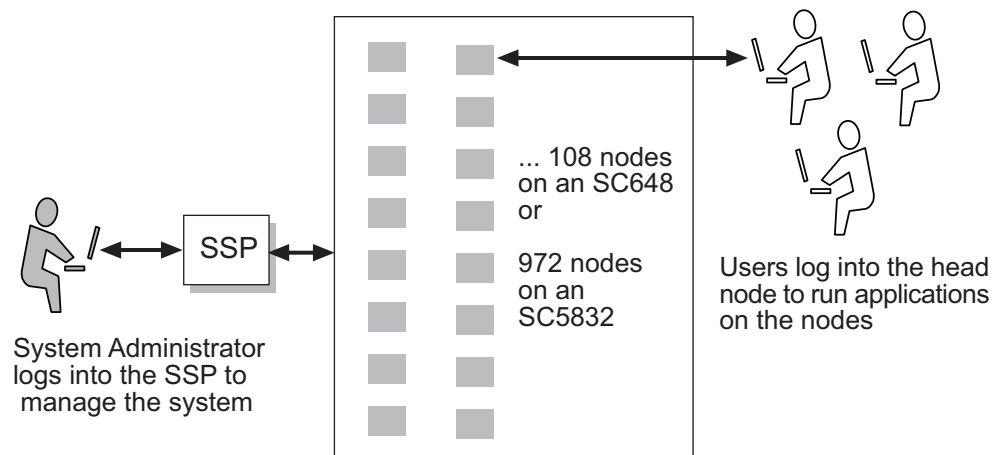 ... 108 nodes
on an SC648
or
972 nodes
on an
SC5832
SSP
System Administrator
logs into the SSP to
manage the system
Users log into the head
node to run applications
on the nodes